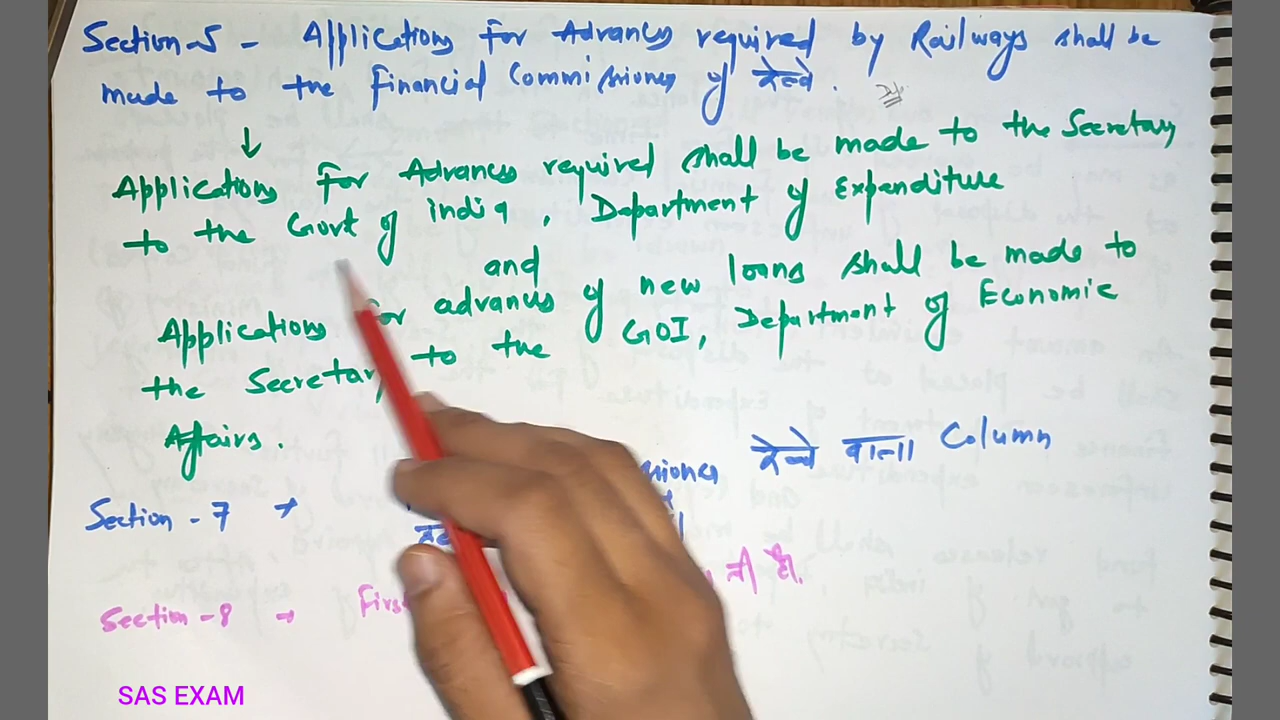 Section-5 - Applications for Advances required by Railways shall be
made to the Financial Commissioner of रेल्वे.
Applications for Advances required shall be made to the Secretary
to the Govt of india, Department of Expenditure
and
Applications for advances of new loans shall be made to
the Secretary to the GOI, Department of Economic
Affairs.
रेल्वे वाला Column
Section - 7 →
Section - 8 →
SAS EXAM